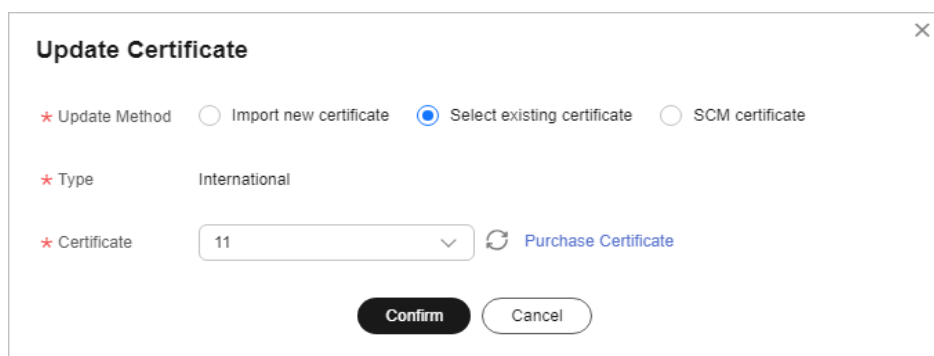 Update Certificate
* Update Method Import new certificate Select existing certificate SCM certificate
* Type International
* Certificate 11 Purchase Certificate
Confirm Cancel